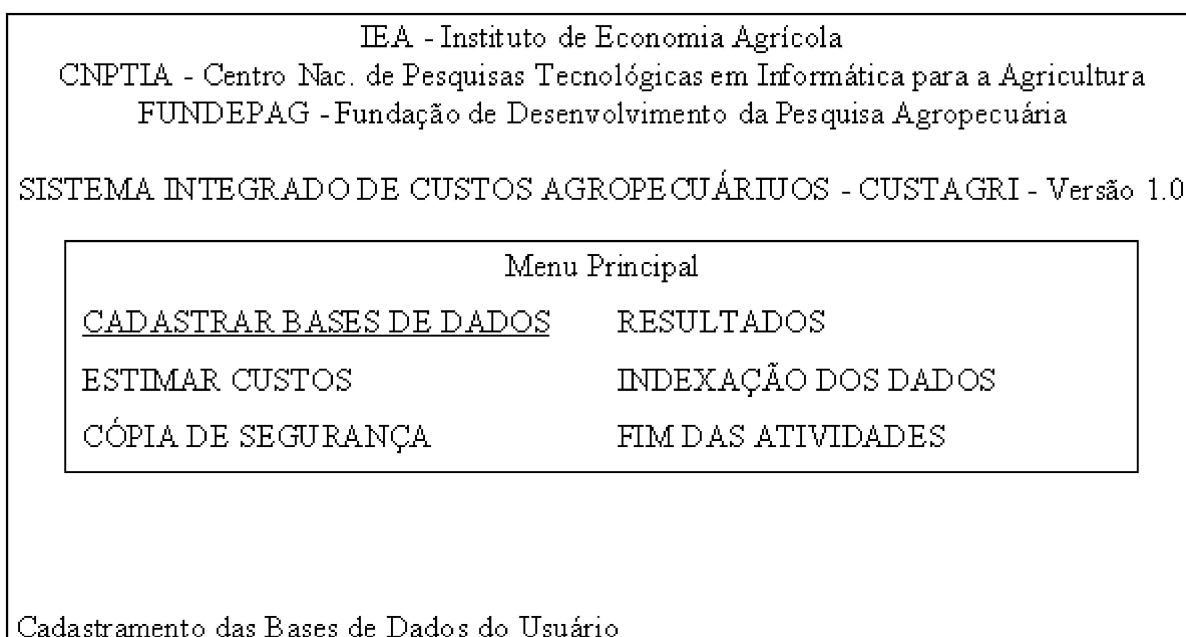 IEA - Instituto de Economia Agrícola
CNPTIA - Centro Nac. de Pesquisas Tecnológicas em Informática para a Agricultura
FUNDEPAG - Fundação de Desenvolvimento da Pesquisa Agropecuária
SISTEMA INTEGRADO DE CUSTOS AGROPECUÁRIUOS - CUSTAGRI - Versão 1.0
Menu Principal
CADASTRAR BASES DE DADOS RESULTADOS
ESTIMAR CUSTOS INDEXAÇÃO DOS DADOS
CÓPIA DE SEGURANÇA FIM DAS ATIVIDADES
Cadastramento das Bases de Dados do Usuário